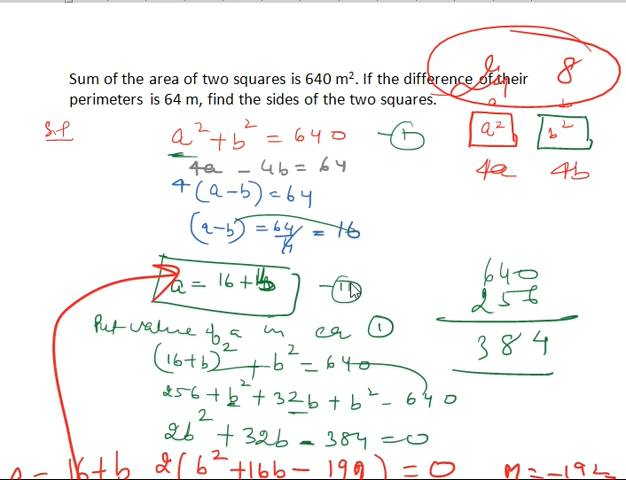 Sum of the area of two squares is 640 m². If the difference of their
perimeters is 64 m, find the sides of the two squares.
8
a² + b² = 640 — 1
a² b²
4a 4b
4a - 4b = 64
4(a-b) = 64
(a-b) = 64/4 = 16
a = 16 + b — 11
640
256
384
Put value of a in eq 1
(16+b)² + b² = 640
256 + b² + 32b + b² - 640
2b² + 32b - 384 = 0
16+b 2(b² + 16b - 192) = 0
= -192